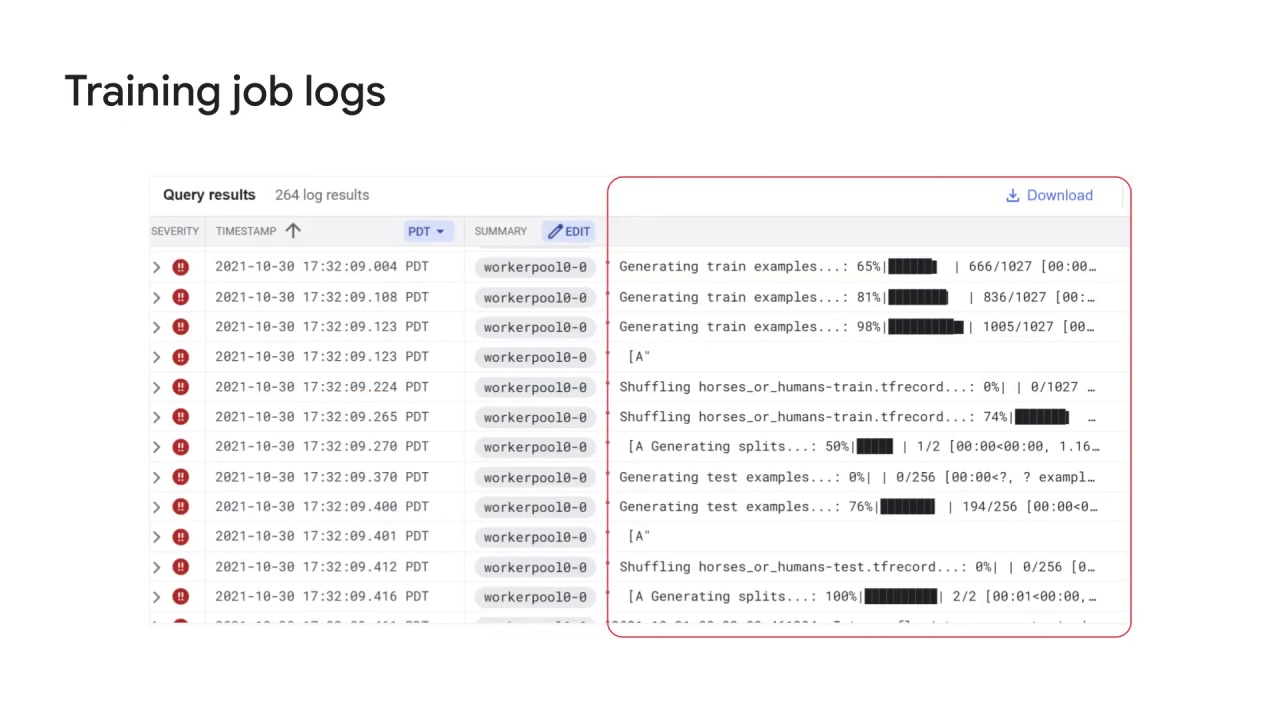 Training job logs
Query results 264 log results Download
SEVERITY TIMESTAMP PDT SUMMARY EDIT
2021-10-30 17:32:09.004 PDT workerpool0-0 Generating train examples...: 65%|██████▌ | 666/1027 [00:00…
2021-10-30 17:32:09.108 PDT workerpool0-0 Generating train examples...: 81%|████████ | 836/1027 [00:…
2021-10-30 17:32:09.123 PDT workerpool0-0 Generating train examples...: 98%|█████████▊| 1005/1027 [00…
2021-10-30 17:32:09.123 PDT workerpool0-0 [A"
2021-10-30 17:32:09.224 PDT workerpool0-0 Shuffling horses_or_humans-train.tfrecord...: 0%| | 0/1027 …
2021-10-30 17:32:09.265 PDT workerpool0-0 Shuffling horses_or_humans-train.tfrecord...: 74%|███████▍ …
2021-10-30 17:32:09.270 PDT workerpool0-0 [A Generating splits...: 50%|█████ | 1/2 [00:00<00:00, 1.16…
2021-10-30 17:32:09.370 PDT workerpool0-0 Generating test examples...: 0%| | 0/256 [00:00<?, ? exampl…
2021-10-30 17:32:09.400 PDT workerpool0-0 Generating test examples...: 76%|███████▌ | 194/256 [00:00<0…
2021-10-30 17:32:09.401 PDT workerpool0-0 [A"
2021-10-30 17:32:09.412 PDT workerpool0-0 Shuffling horses_or_humans-test.tfrecord...: 0%| | 0/256 [0…
2021-10-30 17:32:09.416 PDT workerpool0-0 [A Generating splits...: 100%|██████████| 2/2 [00:01<00:00,…